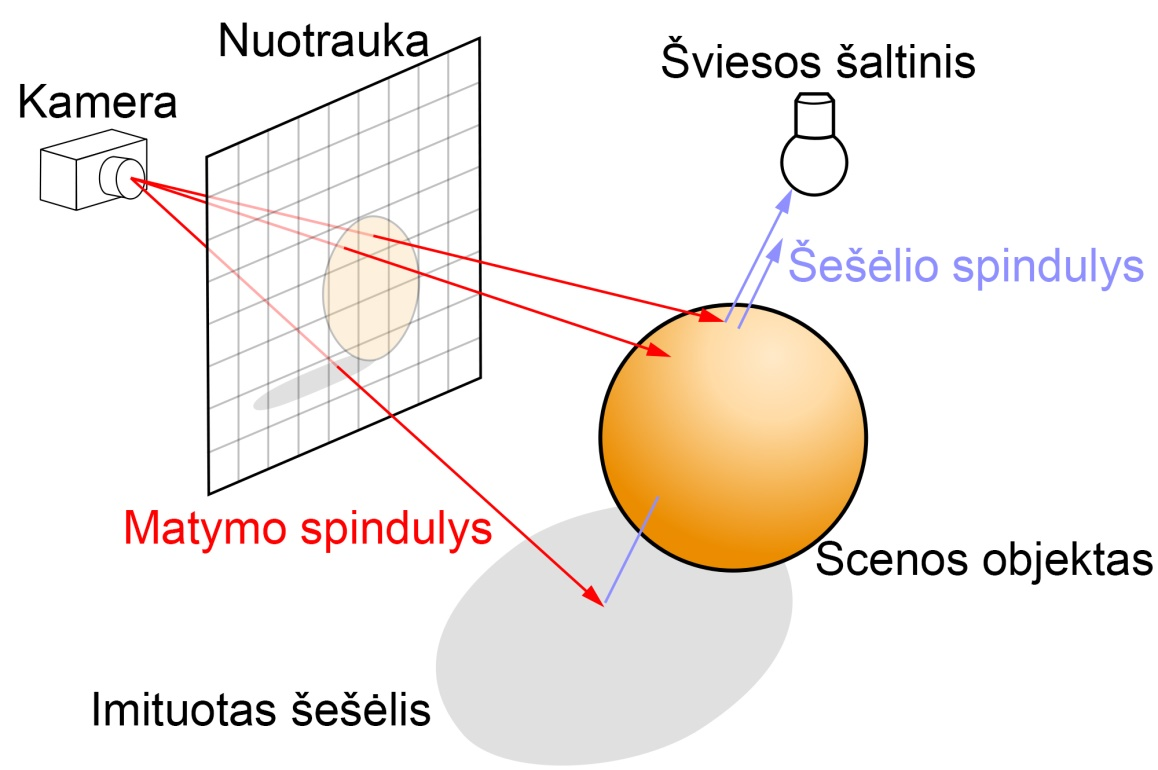 Nuotrauka
Kamera
Šviesos šaltinis
Šešėlio spindulys
Matymo spindulys
Scenos objektas
Imituotas šešėlis